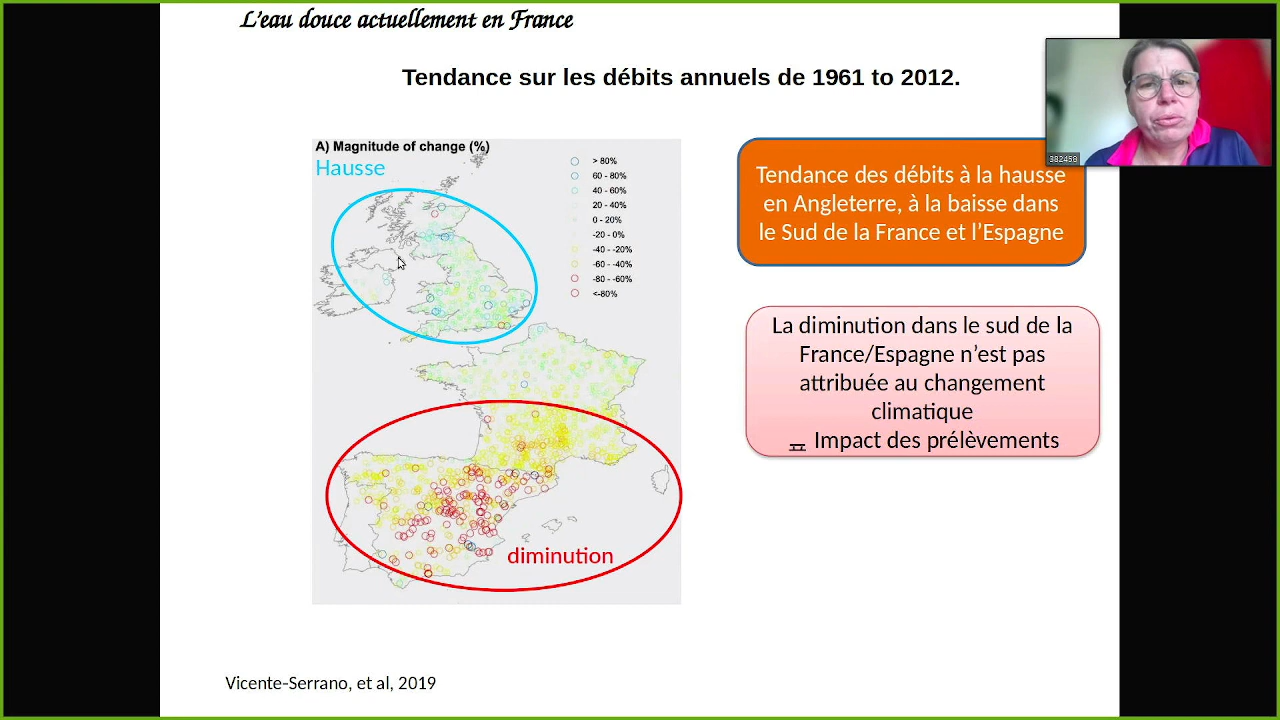 L'eau douce actuellement en France
Tendance sur les débits annuels de 1961 to 2012.
382458
A) Magnitude of change (%)
Hausse
> 80%
60 - 80%
40 - 60%
20 - 40%
0 - 20%
-20 - 0%
-40 - -20%
-60 - -40%
-80 - -60%
<-80%
diminution
Tendance des débits à la hausse
en Angleterre, à la baisse dans
le Sud de la France et l'Espagne
La diminution dans le sud de la
France/Espagne n'est pas
attribuée au changement
climatique
Impact des prélèvements
Vicente-Serrano, et al, 2019